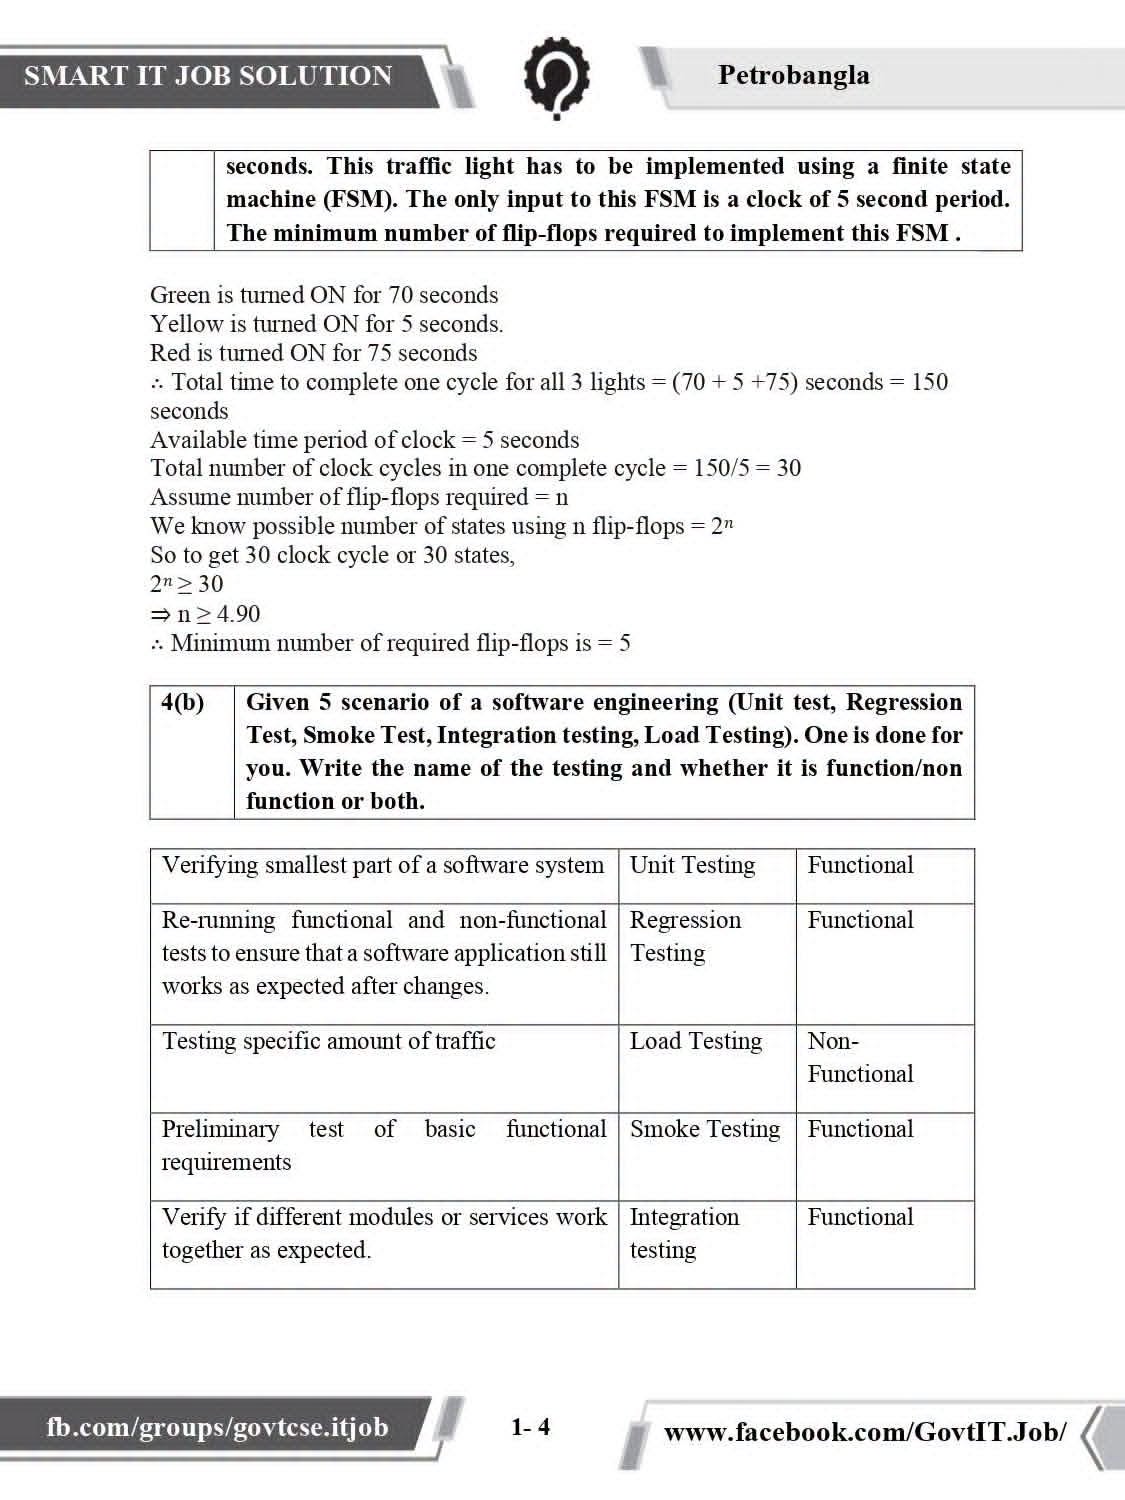 SMART IT JOB SOLUTION
Petrobangla
seconds. This traffic light has to be implemented using a finite state
machine (FSM). The only input to this FSM is a clock of 5 second period.
The minimum number of flip-flops required to implement this FSM .
Green is turned ON for 70 seconds
Yellow is turned ON for 5 seconds.
Red is turned ON for 75 seconds
∴ Total time to complete one cycle for all 3 lights = (70 + 5 +75) seconds = 150
seconds
Available time period of clock = 5 seconds
Total number of clock cycles in one complete cycle = 150/5 = 30
Assume number of flip-flops required = n
We know possible number of states using n flip-flops = 2ⁿ
So to get 30 clock cycle or 30 states,
2ⁿ ≥ 30
⇒ n ≥ 4.90
∴ Minimum number of required flip-flops is = 5
4(b) Given 5 scenario of a software engineering (Unit test, Regression
Test, Smoke Test, Integration testing, Load Testing). One is done for
you. Write the name of the testing and whether it is function/non
function or both.
Verifying smallest part of a software system Unit Testing Functional
Re-running functional and non-functional Regression Functional
tests to ensure that a software application still Testing
works as expected after changes.
Testing specific amount of traffic Load Testing Non-
Functional
Preliminary test of basic functional Smoke Testing Functional
requirements
Verify if different modules or services work Integration Functional
together as expected. testing
fb.com/groups/govtcse.itjob
1- 4
www.facebook.com/GovtIT.Job/